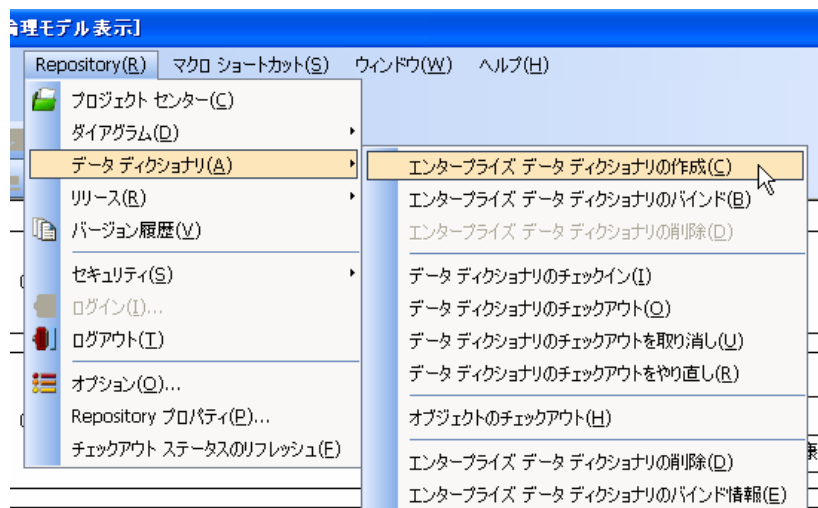 理モデル表示]
Repository(R) マクロ ショートカット(S) ウィンドウ(W) ヘルプ(H)
プロジェクト センター(C)
ダイアグラム(D)
データ ディクショナリ(A)
リリース(R)
バージョン履歴(V)
セキュリティ(S)
ログイン(I)...
ログアウト(T)
オプション(O)...
Repository プロパティ(P)...
チェックアウト ステータスのリフレッシュ(F)
エンタープライズ データ ディクショナリの作成(C)
エンタープライズ データ ディクショナリのバインド(B)
エンタープライズ データ ディクショナリの削除(D)
データ ディクショナリのチェックイン(I)
データ ディクショナリのチェックアウト(O)
データ ディクショナリのチェックアウトを取り消し(U)
データ ディクショナリのチェックアウトをやり直し(R)
オブジェクトのチェックアウト(H)
エンタープライズ データ ディクショナリの削除(D)
エンタープライズ データ ディクショナリのバインド情報(E)